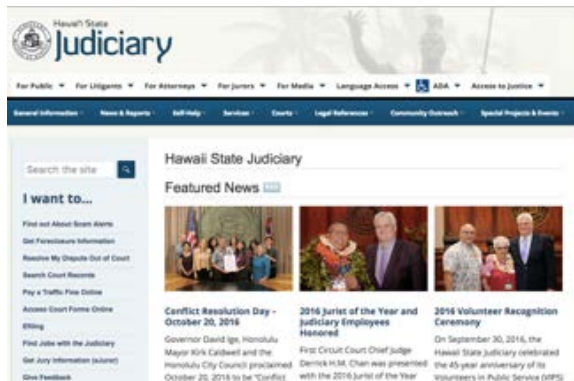 Hawai'i State
Judiciary
For Public For Litigants For Attorneys For Jurors For Media Language Access ADA Access to Justice
General Information News & Reports Self-Help Services Courts Legal References Community Outreach Special Projects & Events
Search the site
I want to...
Find out About Scam Alerts
Get Foreclosure Information
Resolve My Dispute Out of Court
Search Court Records
Pay a Traffic Fine Online
Access Court Forms Online
Efiling
Find Jobs with the Judiciary
Get Jury Information (eJuror)
Give Feedback
Hawaii State Judiciary
Featured News
Conflict Resolution Day -
October 20, 2016
Governor David Ige, Honolulu
Mayor Kirk Caldwell and the
Honolulu City Council proclaimed
October 20, 2016 to be "Conflict
2016 Jurist of the Year and
Judiciary Employees
Honored
First Circuit Court Chief Judge
Derrick H.M. Chan was presented
with the 2016 Jurist of the Year
2016 Volunteer Recognition
Ceremony
On September 30, 2016, the
Hawaii State Judiciary celebrated
the 45-year anniversary of its
Volunteers in Public Service (VIPS)